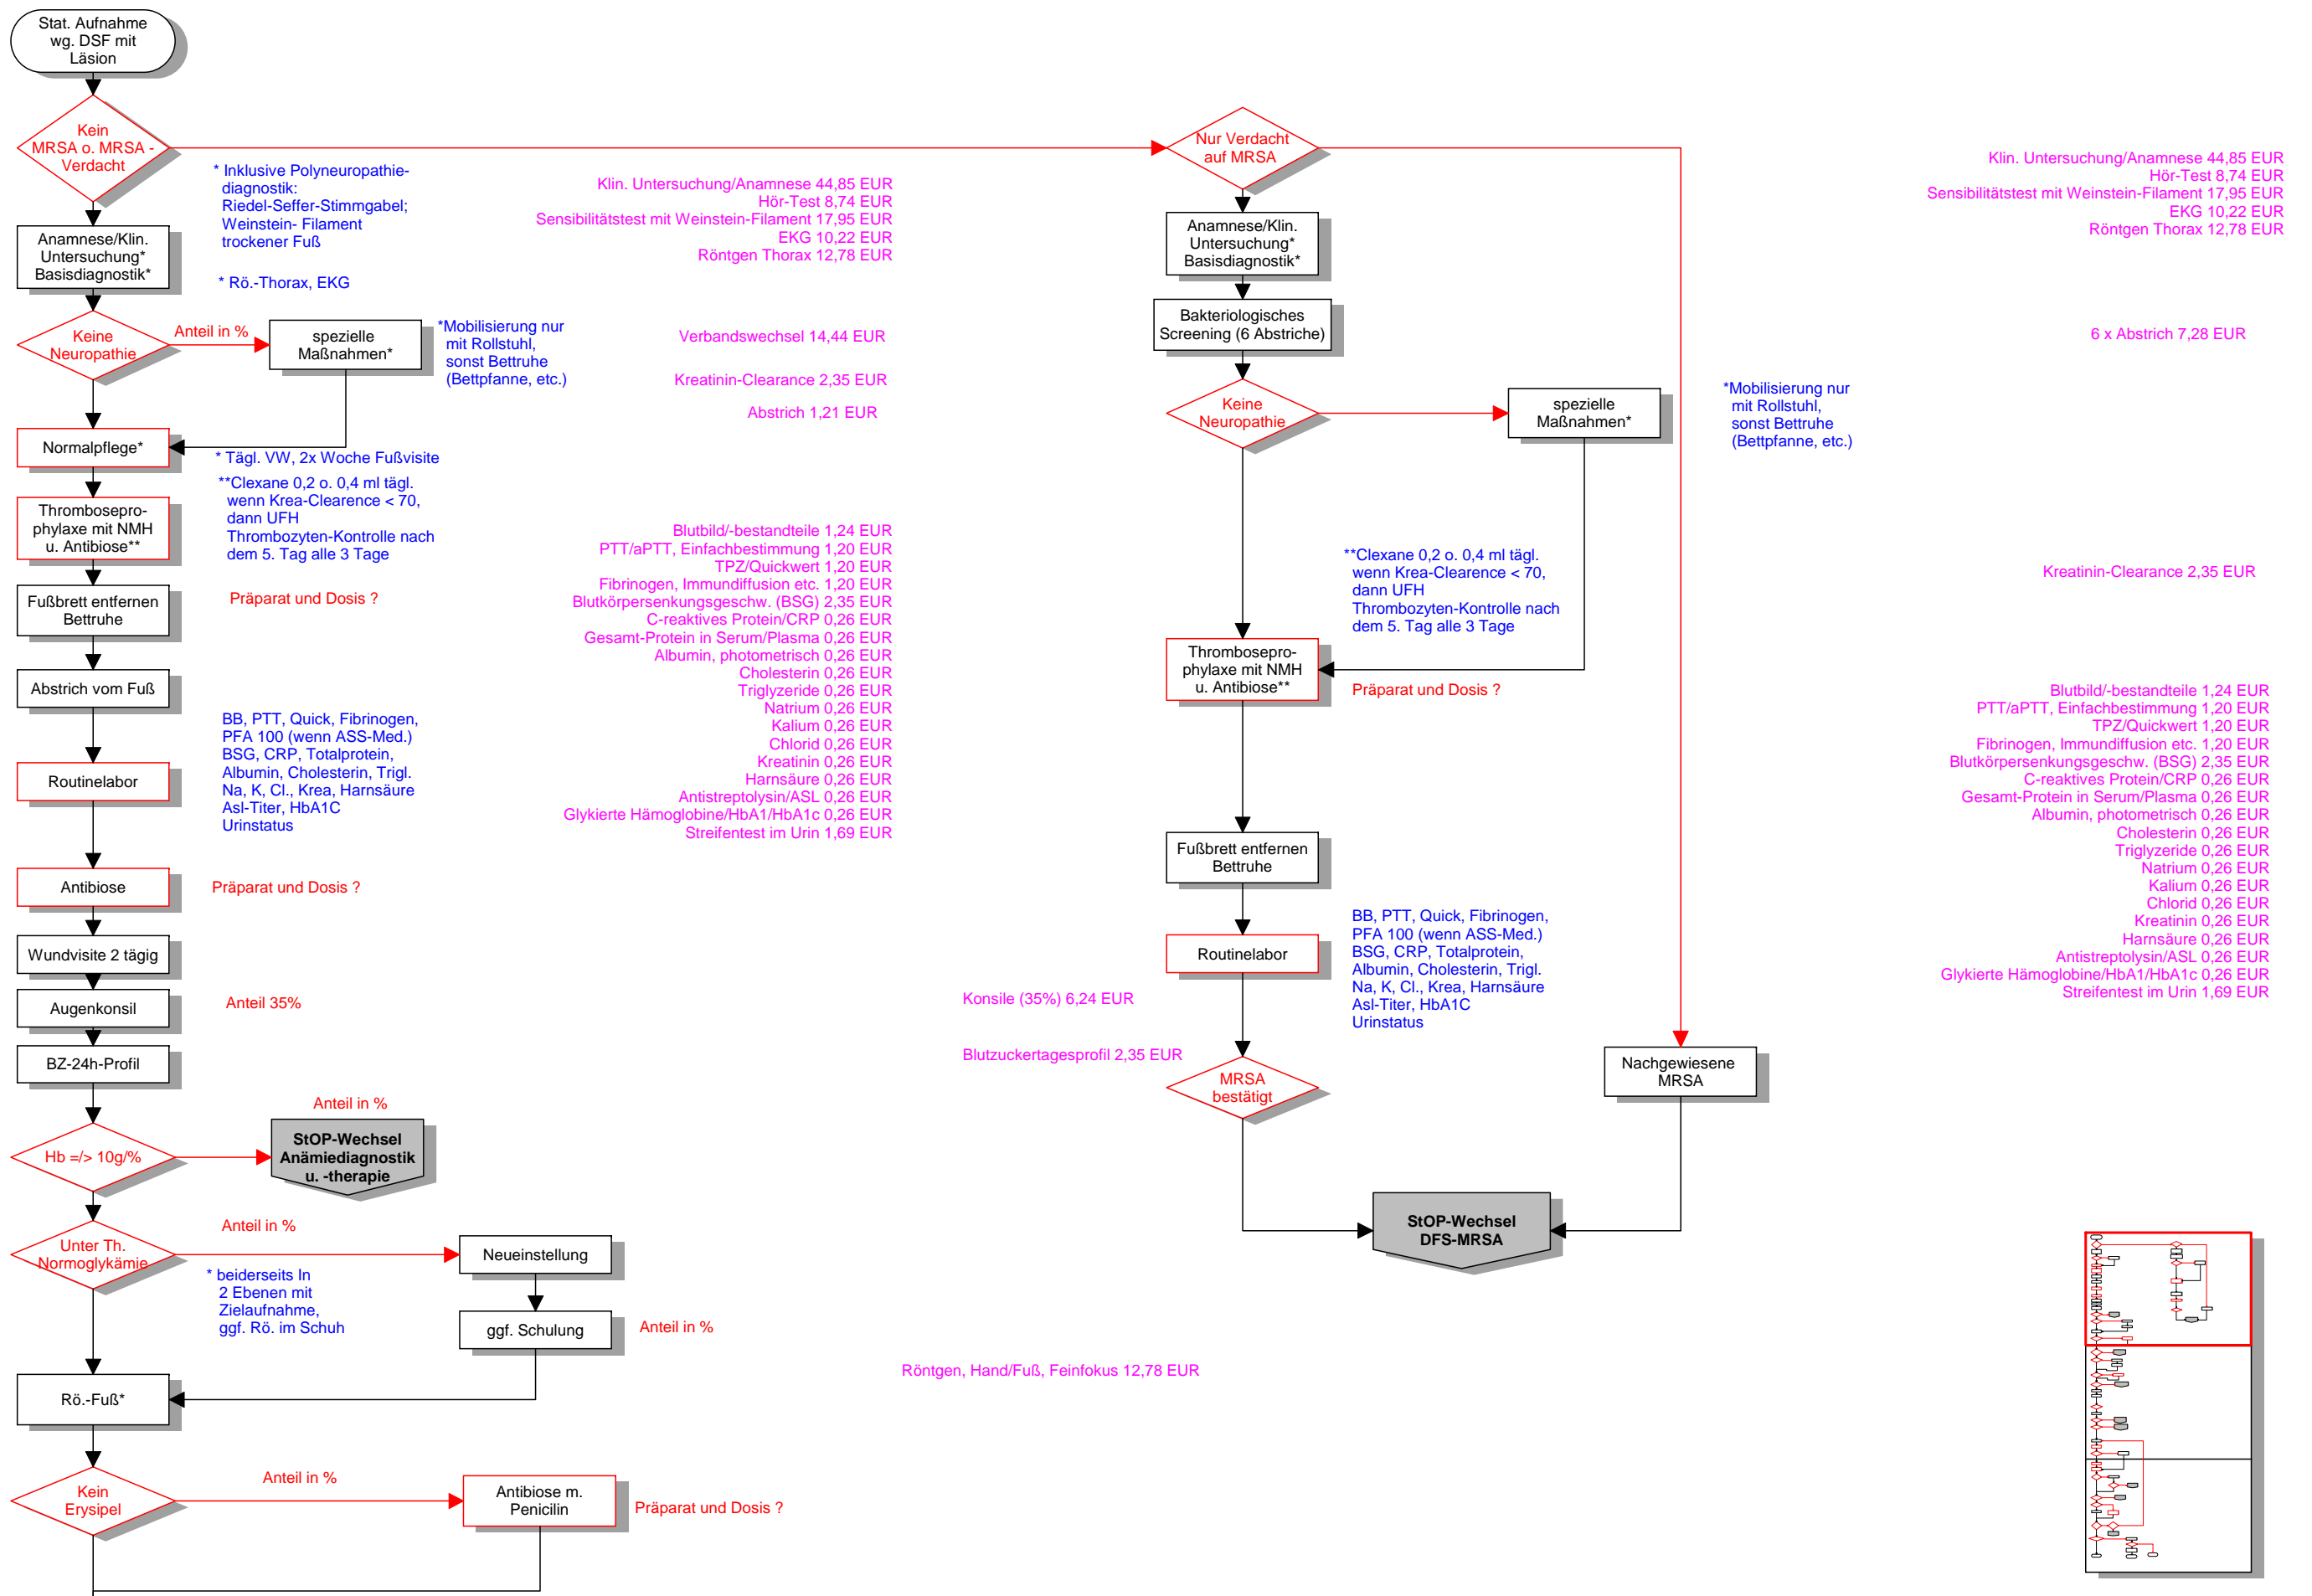 Stat. Aufnahme
wg. DSF mit
Läsion
Kein
MRSA o. MRSA -
Verdacht
* Inklusive Polyneuropathie-
diagnostik:
Riedel-Seffer-Stimmgabel;
Weinstein- Filament
trockener Fuß
Anamnese/Klin.
Untersuchung*
Basisdiagnostik*
* Rö.-Thorax, EKG
Klin. Untersuchung/Anamnese 44,85 EUR
Hör-Test 8,74 EUR
Sensibilitätstest mit Weinstein-Filament 17,95 EUR
EKG 10,22 EUR
Röntgen Thorax 12,78 EUR
Keine
Neuropathie
Anteil in %
spezielle
Maßnahmen*
*Mobilisierung nur
mit Rollstuhl,
sonst Bettruhe
(Bettpfanne, etc.)
Verbandswechsel 14,44 EUR
Kreatinin-Clearance 2,35 EUR
Abstrich 1,21 EUR
Normalpflege*
* Tägl. VW, 2x Woche Fußvisite
**Clexane 0,2 o. 0,4 ml tägl.
wenn Krea-Clearence < 70,
dann UFH
Thrombozyten-Kontrolle nach
dem 5. Tag alle 3 Tage
Thrombosepro-
phylaxe mit NMH
u. Antibiose**
Fußbrett entfernen
Bettruhe
Präparat und Dosis ?
Abstrich vom Fuß
Blutbild/-bestandteile 1,24 EUR
PTT/aPTT, Einfachbestimmung 1,20 EUR
TPZ/Quickwert 1,20 EUR
Fibrinogen, Immundiffusion etc. 1,20 EUR
Blutkörpersenkungsgeschw. (BSG) 2,35 EUR
C-reaktives Protein/CRP 0,26 EUR
Gesamt-Protein in Serum/Plasma 0,26 EUR
Albumin, photometrisch 0,26 EUR
Cholesterin 0,26 EUR
Triglyzeride 0,26 EUR
Natrium 0,26 EUR
Kalium 0,26 EUR
Chlorid 0,26 EUR
Kreatinin 0,26 EUR
Harnsäure 0,26 EUR
Antistreptolysin/ASL 0,26 EUR
Glykierte Hämoglobine/HbA1/HbA1c 0,26 EUR
Streifentest im Urin 1,69 EUR
Routinelabor
BB, PTT, Quick, Fibrinogen,
PFA 100 (wenn ASS-Med.)
BSG, CRP, Totalprotein,
Albumin, Cholesterin, Trigl.
Na, K, Cl., Krea, Harnsäure
Asl-Titer, HbA1C
Urinstatus
Antibiose
Präparat und Dosis ?
Wundvisite 2 tägig
Augenkonsil
Anteil 35%
Konsile (35%) 6,24 EUR
BZ-24h-Profil
Blutzuckertagesprofil 2,35 EUR
Hb =/> 10g/%
Anteil in %
StOP-Wechsel
Anämiediagnostik
u. -therapie
Unter Th.
Normoglykämie
Anteil in %
Neueinstellung
* beiderseits In
2 Ebenen mit
Zielaufnahme,
ggf. Rö. im Schuh
ggf. Schulung
Anteil in %
Rö.-Fuß*
Röntgen, Hand/Fuß, Feinfokus 12,78 EUR
Kein
Erysipel
Anteil in %
Antibiose m.
Penicilin
Präparat und Dosis ?
Nur Verdacht
auf MRSA
Anamnese/Klin.
Untersuchung*
Basisdiagnostik*
Klin. Untersuchung/Anamnese 44,85 EUR
Hör-Test 8,74 EUR
Sensibilitätstest mit Weinstein-Filament 17,95 EUR
EKG 10,22 EUR
Röntgen Thorax 12,78 EUR
Bakteriologisches
Screening (6 Abstriche)
6 x Abstrich 7,28 EUR
Keine
Neuropathie
spezielle
Maßnahmen*
*Mobilisierung nur
mit Rollstuhl,
sonst Bettruhe
(Bettpfanne, etc.)
**Clexane 0,2 o. 0,4 ml tägl.
wenn Krea-Clearence < 70,
dann UFH
Thrombozyten-Kontrolle nach
dem 5. Tag alle 3 Tage
Kreatinin-Clearance 2,35 EUR
Thrombosepro-
phylaxe mit NMH
u. Antibiose**
Präparat und Dosis ?
Fußbrett entfernen
Bettruhe
Blutbild/-bestandteile 1,24 EUR
PTT/aPTT, Einfachbestimmung 1,20 EUR
TPZ/Quickwert 1,20 EUR
Fibrinogen, Immundiffusion etc. 1,20 EUR
Blutkörpersenkungsgeschw. (BSG) 2,35 EUR
C-reaktives Protein/CRP 0,26 EUR
Gesamt-Protein in Serum/Plasma 0,26 EUR
Albumin, photometrisch 0,26 EUR
Cholesterin 0,26 EUR
Triglyzeride 0,26 EUR
Natrium 0,26 EUR
Kalium 0,26 EUR
Chlorid 0,26 EUR
Kreatinin 0,26 EUR
Harnsäure 0,26 EUR
Antistreptolysin/ASL 0,26 EUR
Glykierte Hämoglobine/HbA1/HbA1c 0,26 EUR
Streifentest im Urin 1,69 EUR
Routinelabor
BB, PTT, Quick, Fibrinogen,
PFA 100 (wenn ASS-Med.)
BSG, CRP, Totalprotein,
Albumin, Cholesterin, Trigl.
Na, K, Cl., Krea, Harnsäure
Asl-Titer, HbA1C
Urinstatus
MRSA
bestätigt
Nachgewiesene
MRSA
StOP-Wechsel
DFS-MRSA